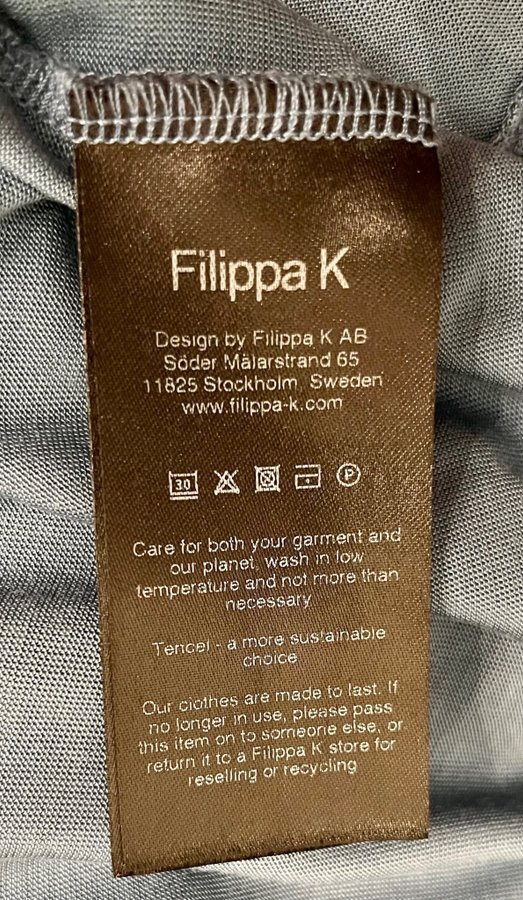 Filippa K
Design by Filippa K AB
Söder Mälarstrand 65
11825 Stockholm, Sweden
www.filippa-k.com
30
P
Care for both your garment and
our planet, wash in low
temperature and not more than
necessary
Tencel - a more sustainable
choice
Our clothes are made to last. If
no longer in use, please pass
this item on to someone else, or
return it to a Filippa K store for
reselling or recycling